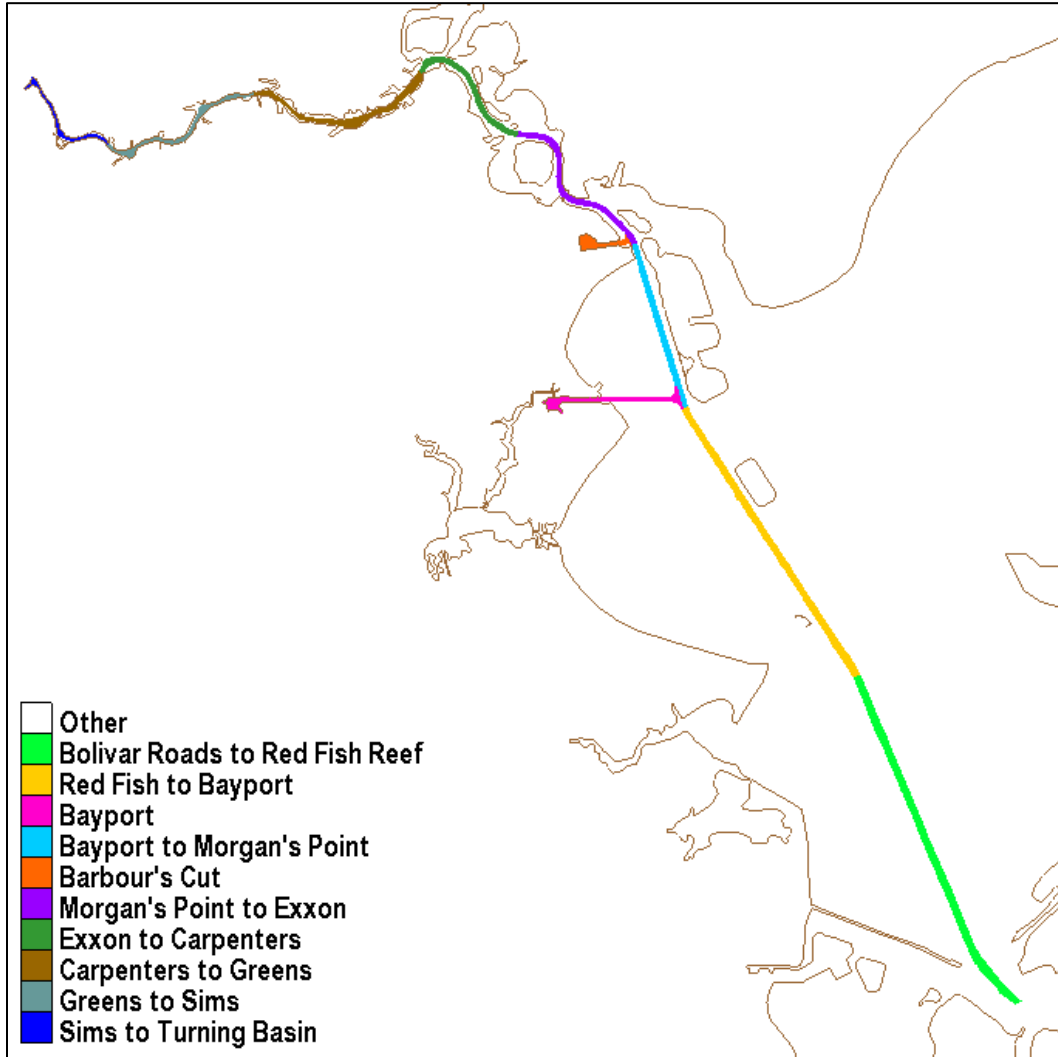 Other
Bolivar Roads to Red Fish Reef
Red Fish to Bayport
Bayport
Bayport to Morgan's Point
Barbour's Cut
Morgan's Point to Exxon
Exxon to Carpenters
Carpenters to Greens
Greens to Sims
Sims to Turning Basin